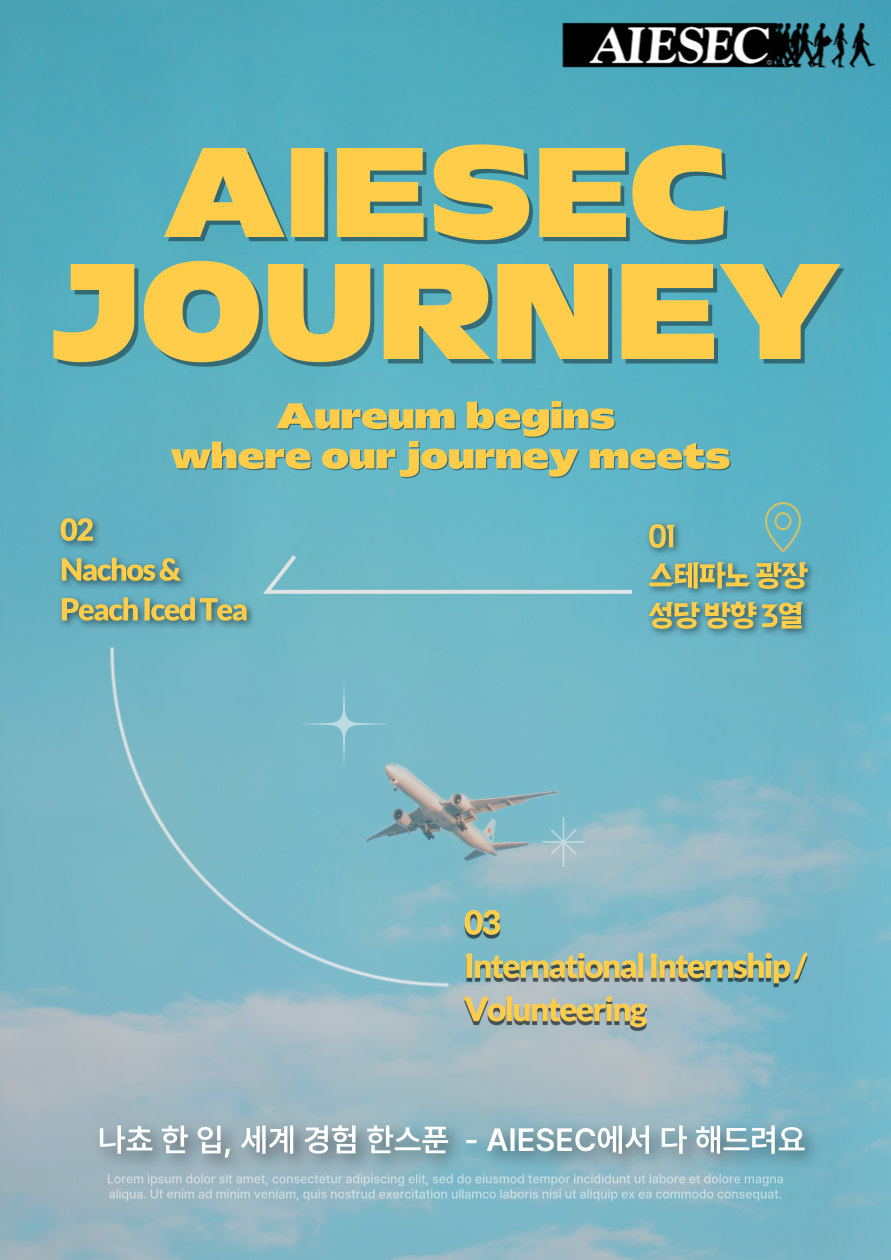 AIESEC
AIESEC
JOURNEY
Aureum begins
where our journey meets
01
스테파노 광장
성당 방향 3열
02
Nachos &
Peach Iced Tea
03
International Internship /
Volunteering
나쵸 한 입, 세계 경험 한스푼 - AIESEC에서 다 해드려요
Lorem ipsum dolor sit amet, consectetur adipiscing elit, sed do eiusmod tempor incididunt ut labore et dolore magna
aliqua. Ut enim ad minim veniam, quis nostrud exercitation ullamco laboris nisi ut aliquip ex ea commodo consequat.